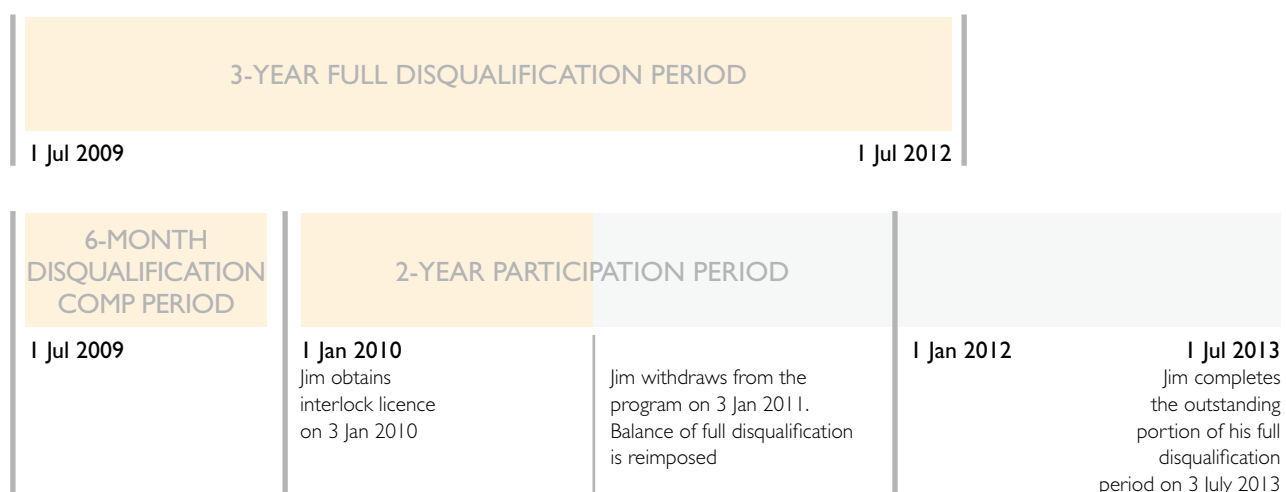 3-YEAR FULL DISQUALIFICATION PERIOD
1 Jul 2009
1 Jul 2012
6-MONTH
DISQUALIFICATION
COMP PERIOD
2-YEAR PARTICIPATION PERIOD
1 Jul 2009
1 Jan 2010
Jim obtains
interlock licence
on 3 Jan 2010
Jim withdraws from the
program on 3 Jan 2011.
Balance of full disqualification
is reimposed
1 Jan 2012
1 Jul 2013
Jim completes
the outstanding
portion of his full
disqualification
period on 3 July 2013